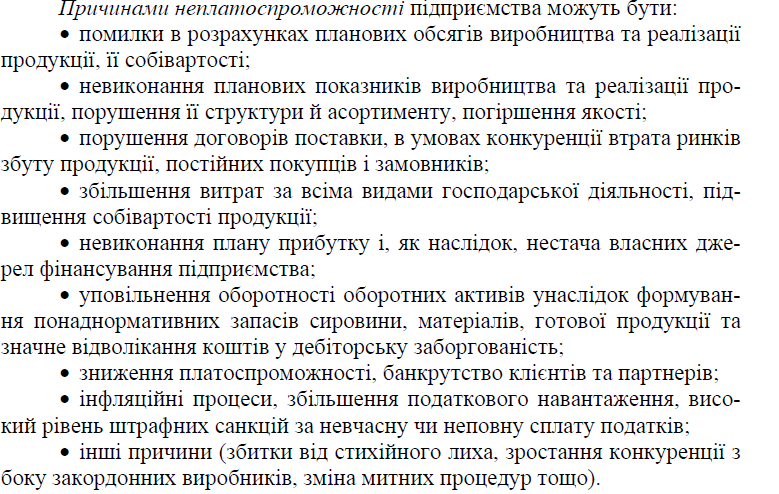 Причинами неплатоспроможності підприємства можуть бути:
• помилки в розрахунках планових обсягів виробництва та реалізації
продукції, її собівартості;
• невиконання планових показників виробництва та реалізації про-
дукції, порушення її структури й асортименту, погіршення якості;
• порушення договорів поставки, в умовах конкуренції втрата ринків
збуту продукції, постійних покупців і замовників;
• збільшення витрат за всіма видами господарської діяльності, під-
вищення собівартості продукції;
• невиконання плану прибутку і, як наслідок, нестача власних дже-
рел фінансування підприємства;
• уповільнення оборотності оборотних активів унаслідок формуван-
ня понаднормативних запасів сировини, матеріалів, готової продукції та
значне відволікання коштів у дебіторську заборгованість;
• зниження платоспроможності, банкрутство клієнтів та партнерів;
• інфляційні процеси, збільшення податкового навантаження, висо-
кий рівень штрафних санкцій за невчасну чи неповну сплату податків;
• інші причини (збитки від стихійного лиха, зростання конкуренції з
боку закордонних виробників, зміна митних процедур тощо).